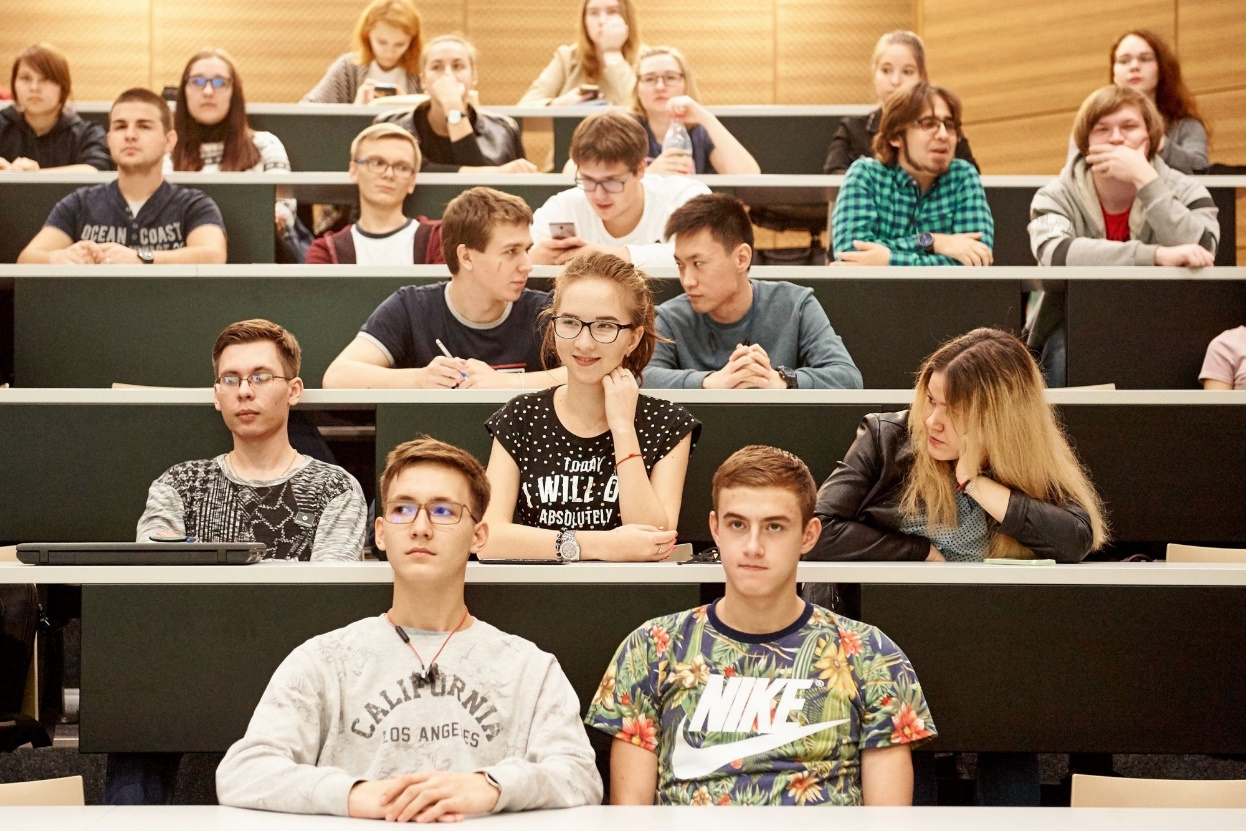 OCEAN COAST
TODAY
I WILL
ABSOLUTELY
CALIFORNIA
LOS ANGELES
NIKE